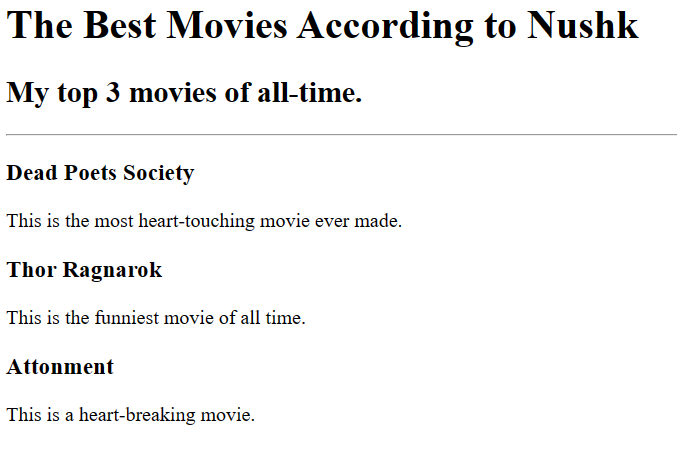 The Best Movies According to Nushk
My top 3 movies of all-time.
Dead Poets Society
This is the most heart-touching movie ever made.
Thor Ragnarok
This is the funniest movie of all time.
Attonment
This is a heart-breaking movie.